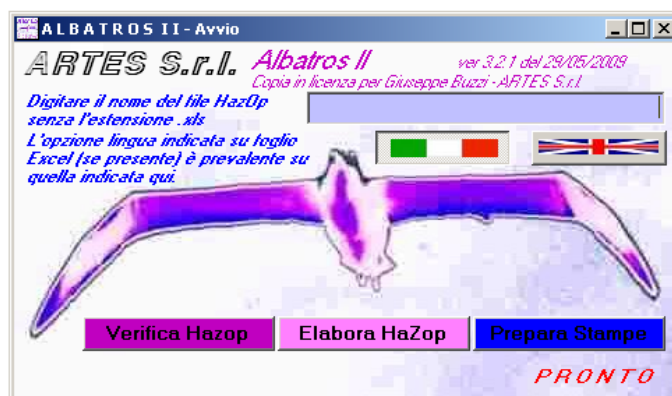 ALBATROS II - Avvio
ARTES S.r.l.
Albatros II
ver 3.2.1 del 29/05/2009
Copia in licenza per Giuseppe Buzzi - ARTES S.r.l.
Digitare il nome del file HazOp
senza l'estensione .xls
L'opzione lingua indicata su foglio
Excel (se presente) è prevalente su
quella indicata qui.
Verifica Hazop
Elabora HaZop
Prepara Stampe
PRONTO